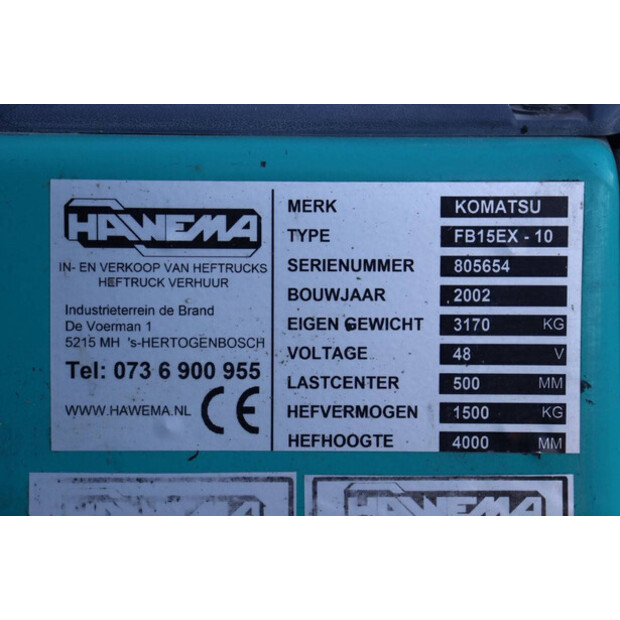 HAWEMA
IN- EN VERKOOP VAN HEFTRUCKS
HEFTRUCK VERHUUR
Industrieterrein de Brand
De Voerman 1
5215 MH 's-HERTOGENBOSCH
Tel: 073 6 900 955
WWW.HAWEMA.NL CE
MERK KOMATSU
TYPE FB15EX - 10
SERIENUMMER 805654
BOUWJAAR 2002
EIGEN GEWICHT 3170 KG
VOLTAGE 48 V
LASTCENTER 500 MM
HEFVERMOGEN 1500 KG
HEFHOOGTE 4000 MM
HAWEMA
HAWEMA